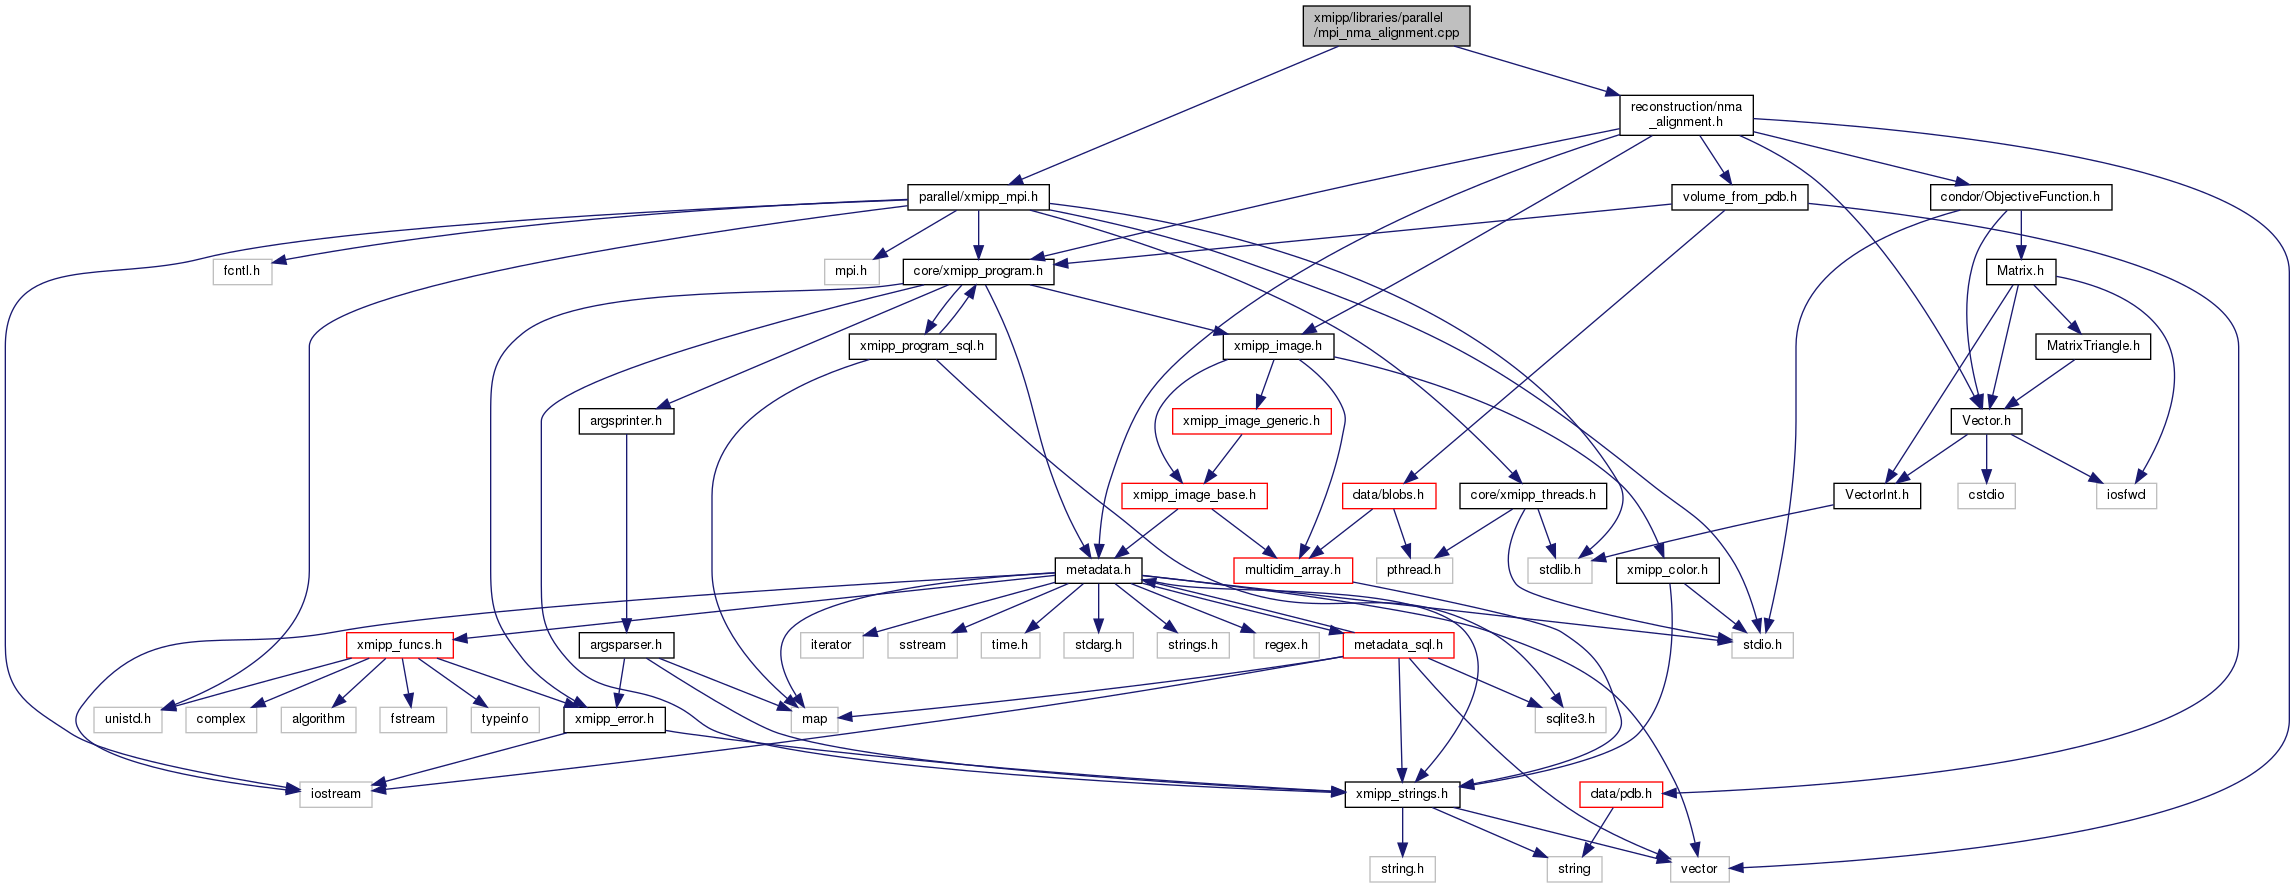 xmipp/libraries/parallel
/mpi_nma_alignment.cpp
reconstruction/nma
_alignment.h
parallel/xmipp_mpi.h
volume_from_pdb.h
condor/ObjectiveFunction.h
fcntl.h
mpi.h
core/xmipp_program.h
Matrix.h
xmipp_program_sql.h
xmipp_image.h
MatrixTriangle.h
argsprinter.h
xmipp_image_generic.h
Vector.h
xmipp_image_base.h
data/blobs.h
core/xmipp_threads.h
VectorInt.h
cstdio
iosfwd
metadata.h
multidim_array.h
pthread.h
stdlib.h
xmipp_color.h
xmipp_funcs.h
argsparser.h
iterator
sstream
time.h
stdarg.h
strings.h
regex.h
metadata_sql.h
stdio.h
unistd.h
complex
algorithm
fstream
typeinfo
xmipp_error.h
map
sqlite3.h
iostream
xmipp_strings.h
data/pdb.h
string.h
string
vector